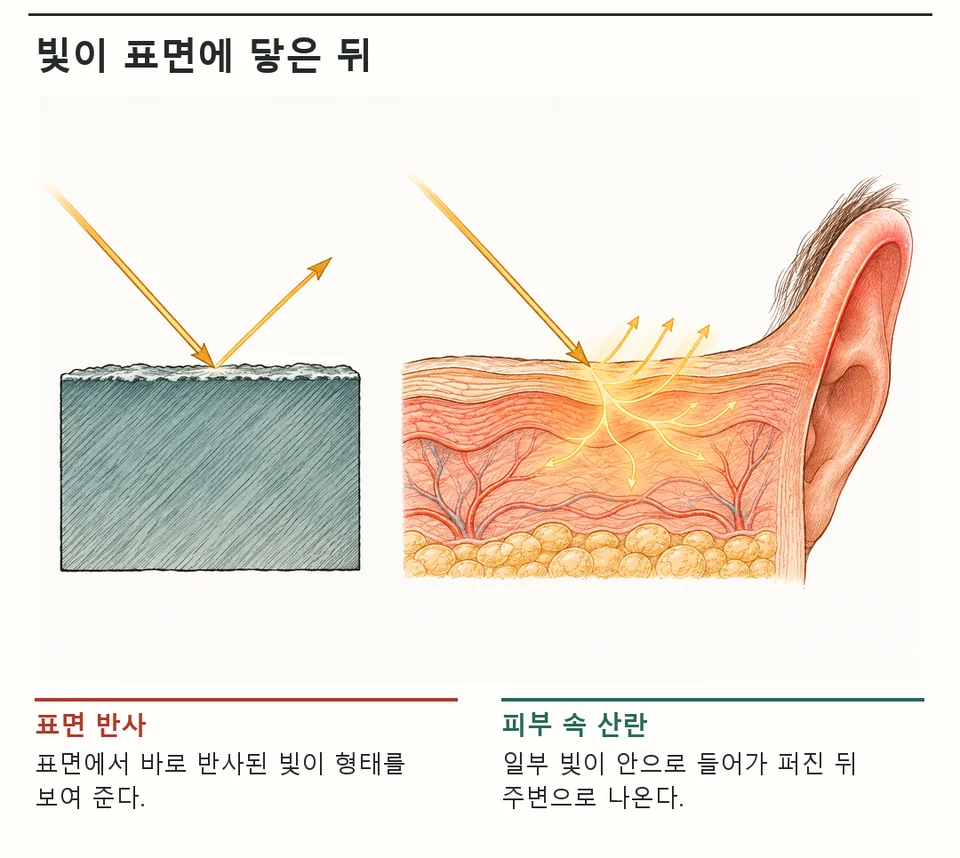 빛이 표면에 닿은 뒤
표면 반사
표면에서 바로 반사된 빛이 형태를
보여 준다.
피부 속 산란
일부 빛이 안으로 들어가 퍼진 뒤
주변으로 나온다.